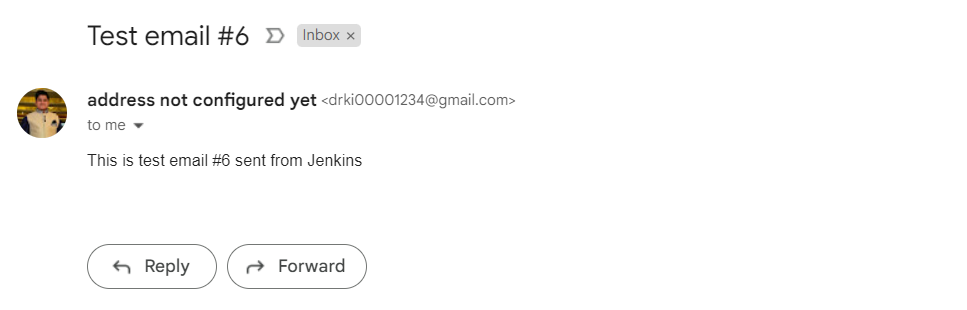 Test email #6 Inbox ×
address not configured yet <drki00001234@gmail.com>
to me
This is test email #6 sent from Jenkins
Reply Forward